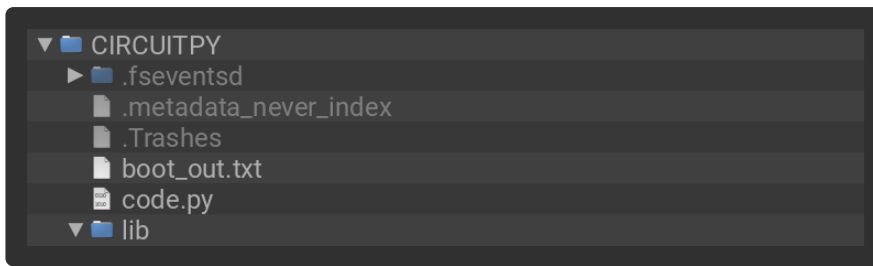 CIRCUITPY
.fseventsd
.metadata_never_index
.Trashes
boot_out.txt
code.py
lib